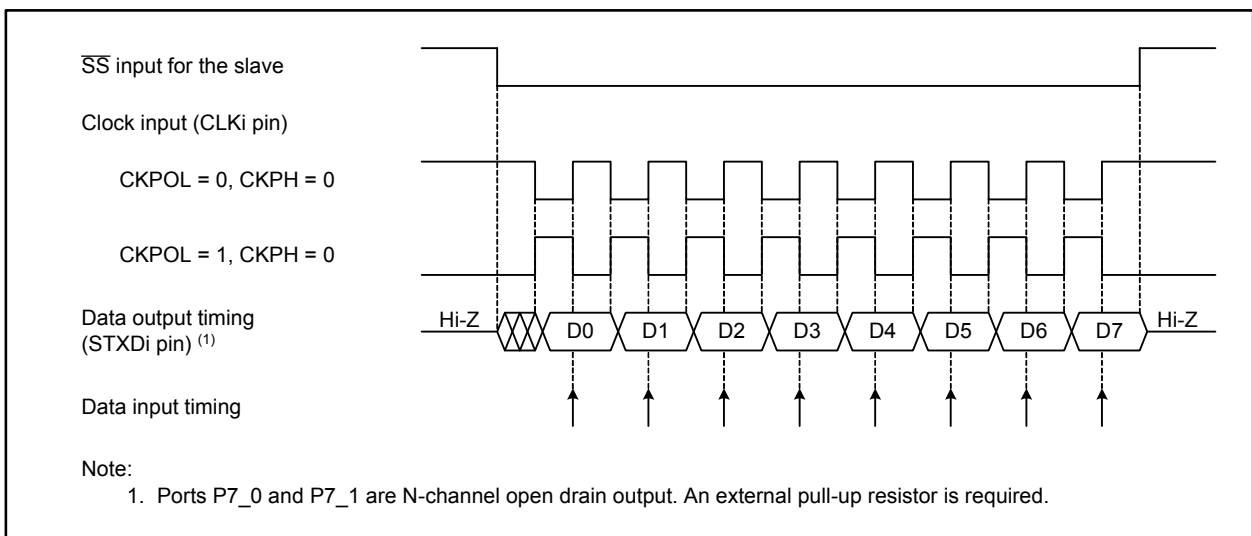 SS input for the slave
Clock input (CLKi pin)
CKPOL = 0, CKPH = 0
CKPOL = 1, CKPH = 0
Data output timing
(STXDi pin) (1)
Hi-Z D0 D1 D2 D3 D4 D5 D6 D7 Hi-Z
Data input timing
Note:
1. Ports P7_0 and P7_1 are N-channel open drain output. An external pull-up resistor is required.